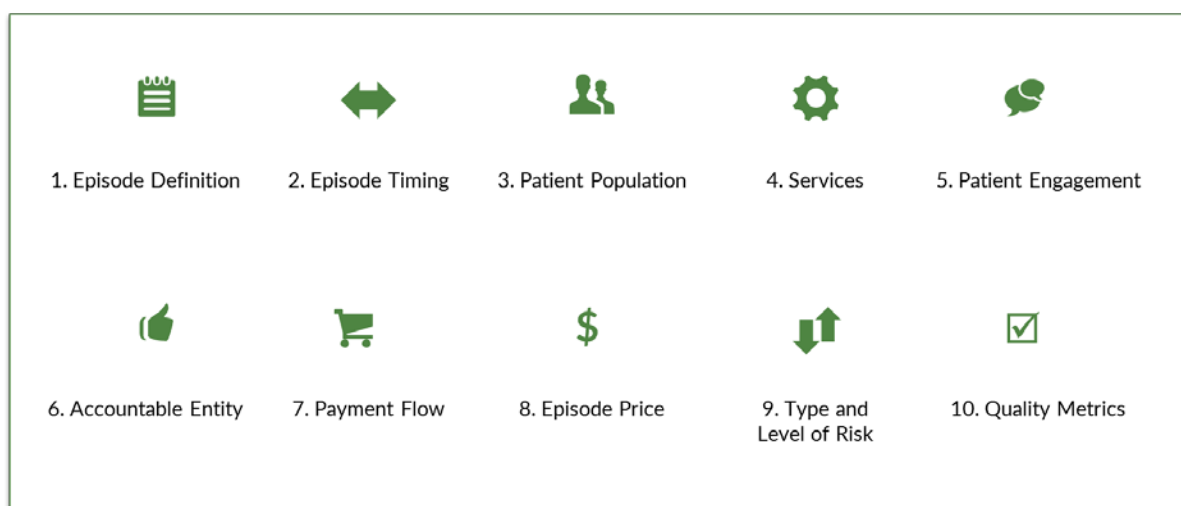 1. Episode Definition
2. Episode Timing
3. Patient Population
4. Services
5. Patient Engagement
$
6. Accountable Entity
7. Payment Flow
8. Episode Price
9. Type and
Level of Risk
10. Quality Metrics